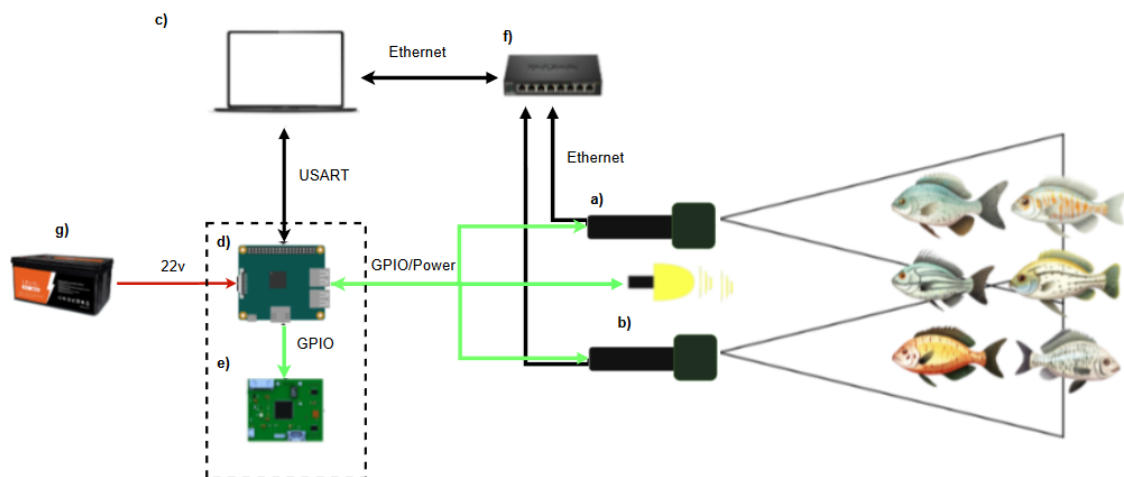 c)
f)
Ethernet
Ethernet
USART
a)
g)
d)
22v
GPIO/Power
b)
GPIO
e)